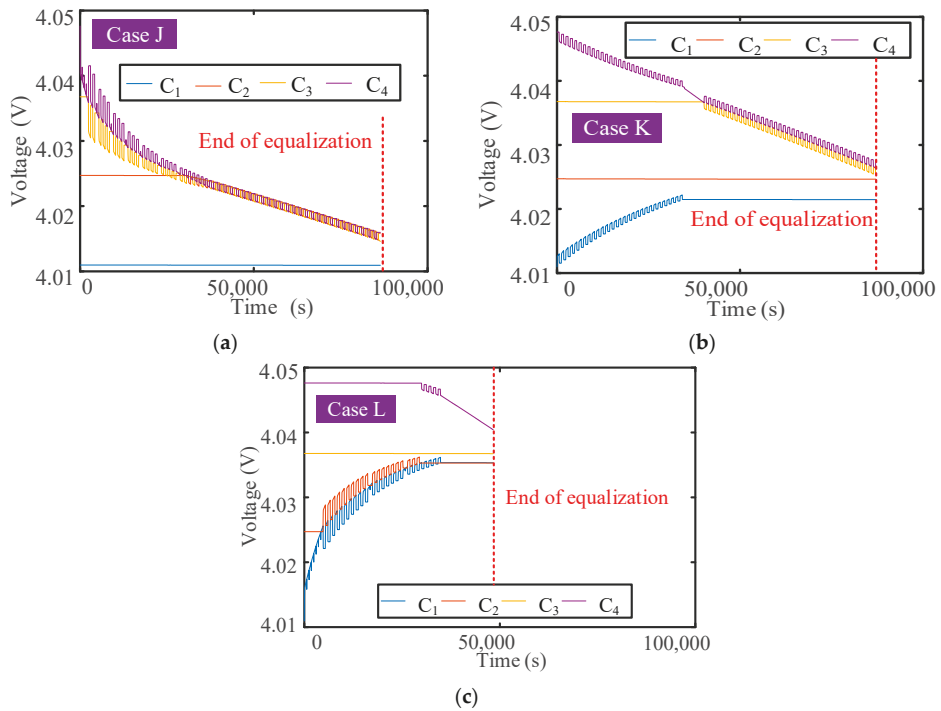 Case J
C1 C2 C3 C4
End of equalization
Voltage (V)
4.04
4.03
4.02
4.01
0 50,000 100,000
Time (s)
(a)
Case K
C1 C2 C3 C4
End of equalization
Voltage (V)
4.05
4.04
4.03
4.02
4.01
0 50,000 100,000
Time (s)
(b)
Case L
End of equalization
C1 C2 C3 C4
Voltage (V)
4.05
4.04
4.03
4.02
4.01
0 50,000 100,000
Time (s)
(c)